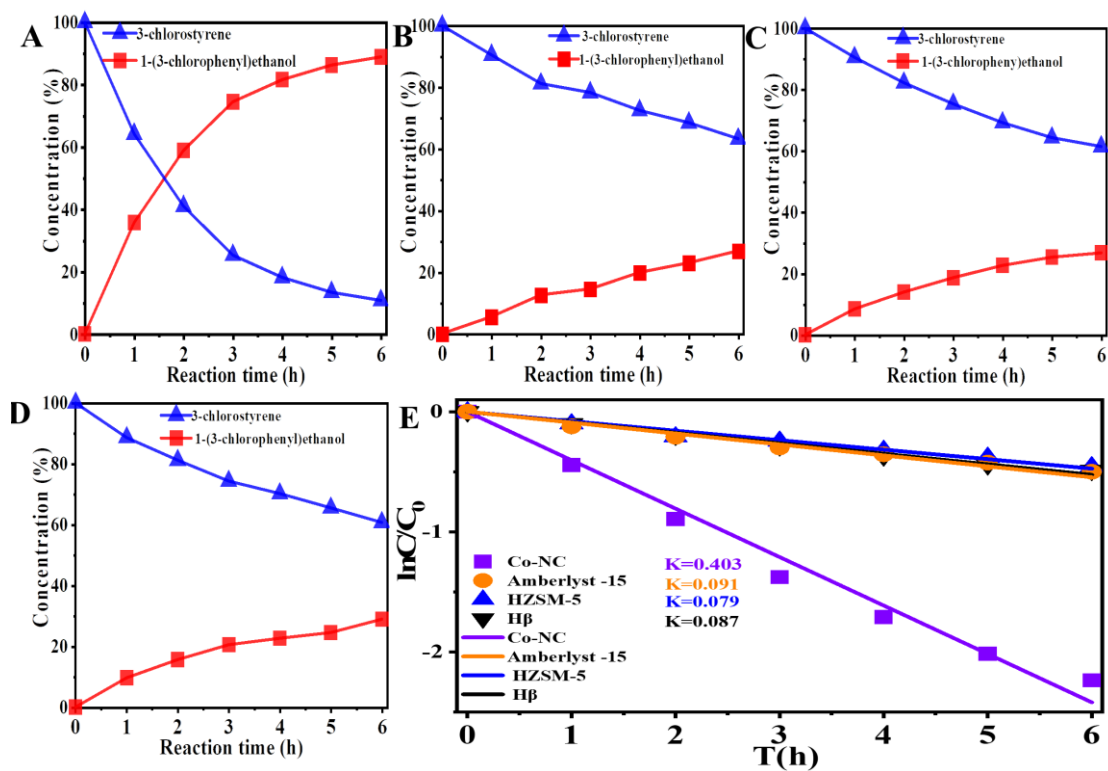 A
3-chlorostyrene
1-(3-chlorophenyl)ethanol
Concentration (%)
100
80
60
40
20
0
0 1 2 3 4 5 6
Reaction time (h)
B
3-chlorostyrene
1-(3-chlorophenyl)ethanol
Concentration (%)
100
80
60
40
20
0
0 1 2 3 4 5 6
Reaction time (h)
C
3-chlorostyrene
1-(3-chloropheny)ethanol
Concentration (%)
100
80
60
40
20
0
0 1 2 3 4 5 6
Reaction time (h)
D
3-chlorostyrene
1-(3-chlorophenyl)ethanol
Concentration (%)
100
80
60
40
20
0
0 1 2 3 4 5 6
Reaction time (h)
E
lnC/C0
0
-1
-2
Co-NC K=0.403
Amberlyst -15 K=0.091
HZSM-5 K=0.079
Hβ K=0.087
Co-NC
Amberlyst -15
HZSM-5
Hβ
0 1 2 3 4 5 6
T(h)